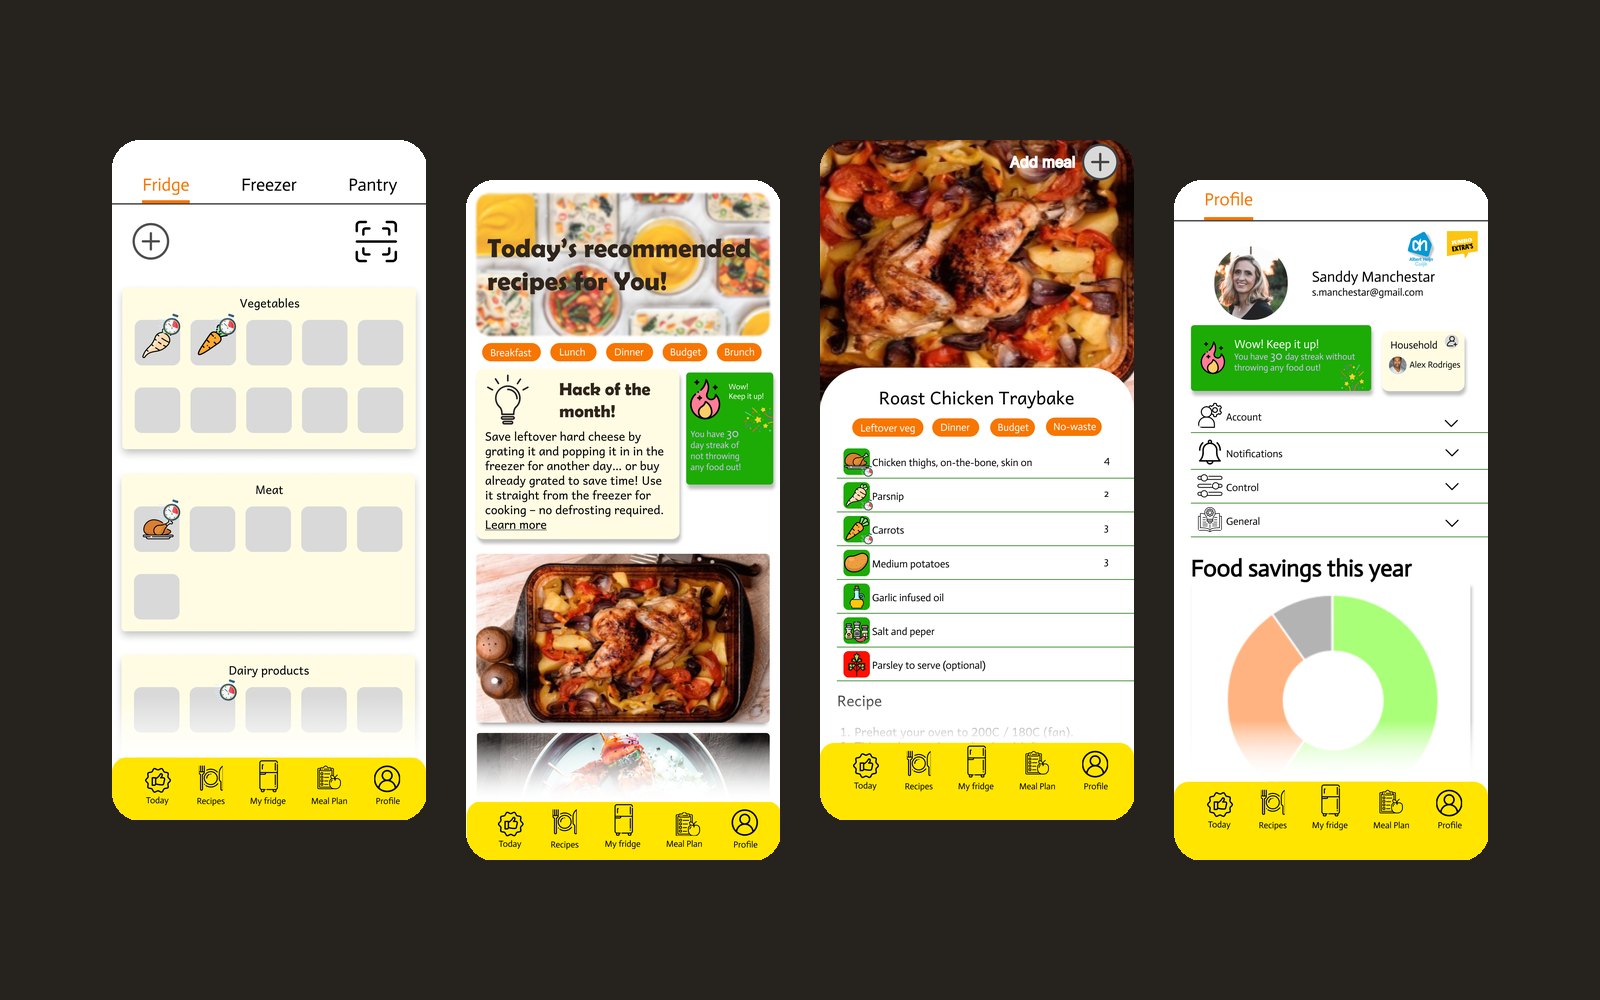 Fridge Freezer Pantry
Vegetables
Meat
Dairy products
Today Recipes My fridge Meal Plan Profile
Today's recommended
recipes for You!
Breakfast Lunch Dinner Budget Brunch
Hack of the
month!
Save leftover hard cheese by
grating it and popping it in in the
freezer for another day... or buy
already grated to save time! Use
it straight from the freezer for
cooking – no defrosting required.
Learn more
Wow!
Keep it up!
You have 30
day streak of
not throwing
any food out!
Today Recipes My fridge Meal Plan Profile
Add meal
Roast Chicken Traybake
Leftover veg Dinner Budget No-waste
Chicken thighs, on-the-bone, skin on 4
Parsnip 2
Carrots 3
Medium potatoes 3
Garlic infused oil
Salt and peper
Parsley to serve (optional)
Recipe
1. Preheat your oven to 200C / 180C (fan).
Today Recipes My fridge Meal Plan Profile
Profile
ah
Albert Heijn
EXTRA'S
Sanddy Manchestar
s.manchestar@gmail.com
Wow! Keep it up!
You have 30 day streak without
throwing any food out!
Household
Alex Rodriges
Account
Notifications
Control
General
Food savings this year
Today Recipes My fridge Meal Plan Profile